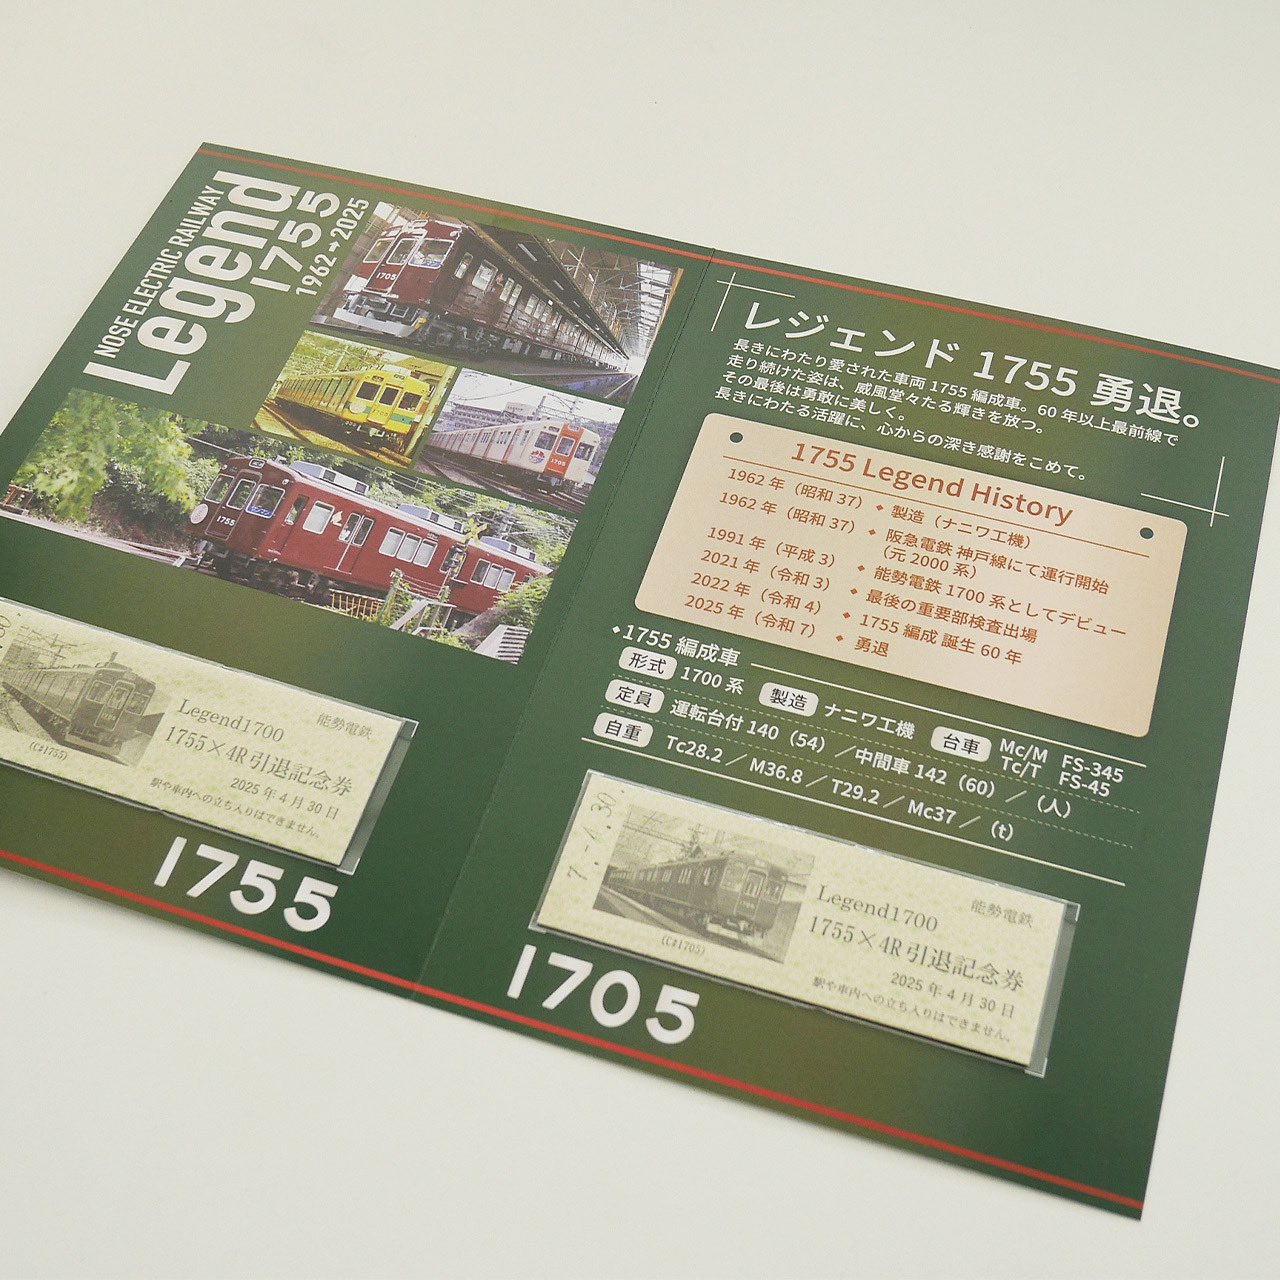 NOSE ELECTRIC RAILWAY
Legend
1755
1962➞2025
1705
1705
1755
レジェンド 1755 勇退。
長きにわたり愛された車両 1755 編成車。60 年以上最前線で
走り続けた姿は、威風堂々たる輝きを放つ。
その最後は勇敢に美しく。
長きにわたる活躍に、心からの深き感謝をこめて。
1755 Legend History
1962 年（昭和 37） ◆ 製造（ナニワ工機）
1962 年（昭和 37） ◆ 阪急電鉄 神戸線にて運行開始
（元 2000 系）
1991 年（平成 3） ◆ 能勢電鉄 1700 系としてデビュー
2021 年（令和 3） ◆ 最後の重要部検査出場
2022 年（令和 4） ◆ 1755 編成 誕生 60 年
2025 年（令和 7） ◆ 勇退
◆1755 編成車
形式 1700 系 製造 ナニワ工機 台車 Mc/M FS-345
Tc/T FS-45
定員 運転台付 140（54）／中間車 142（60）／（人）
自重 Tc28.2 ／ M36.8 ／ T29.2 ／ Mc37 ／（t）
能勢電鉄
Legend1700
1755×4R 引退記念券
2025 年 4 月 30 日
駅や車内への立ち入りはできません。
(C#1755)
1755
7.-1.30.
能勢電鉄
Legend1700
1755×4R 引退記念券
2025 年 4 月 30 日
駅や車内への立ち入りはできません。
(C#1705)
1705